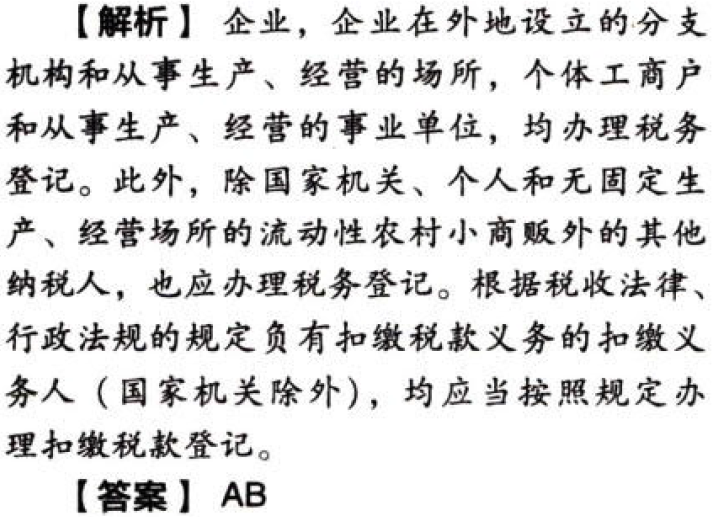 【解析】 企业，企业在外地设立的分支
机构和从事生产、经营的场所，个体工商户
和从事生产、经营的事业单位，均办理税务
登记。此外，除国家机关、个人和无固定生
产、经营场所的流动性农村小商贩外的其他
纳税人，也应办理税务登记。根据税收法律、
行政法规的规定负有扣缴税款义务的扣缴义
务人（国家机关除外），均应当按照规定办
理扣缴税款登记。
【答案】 AB